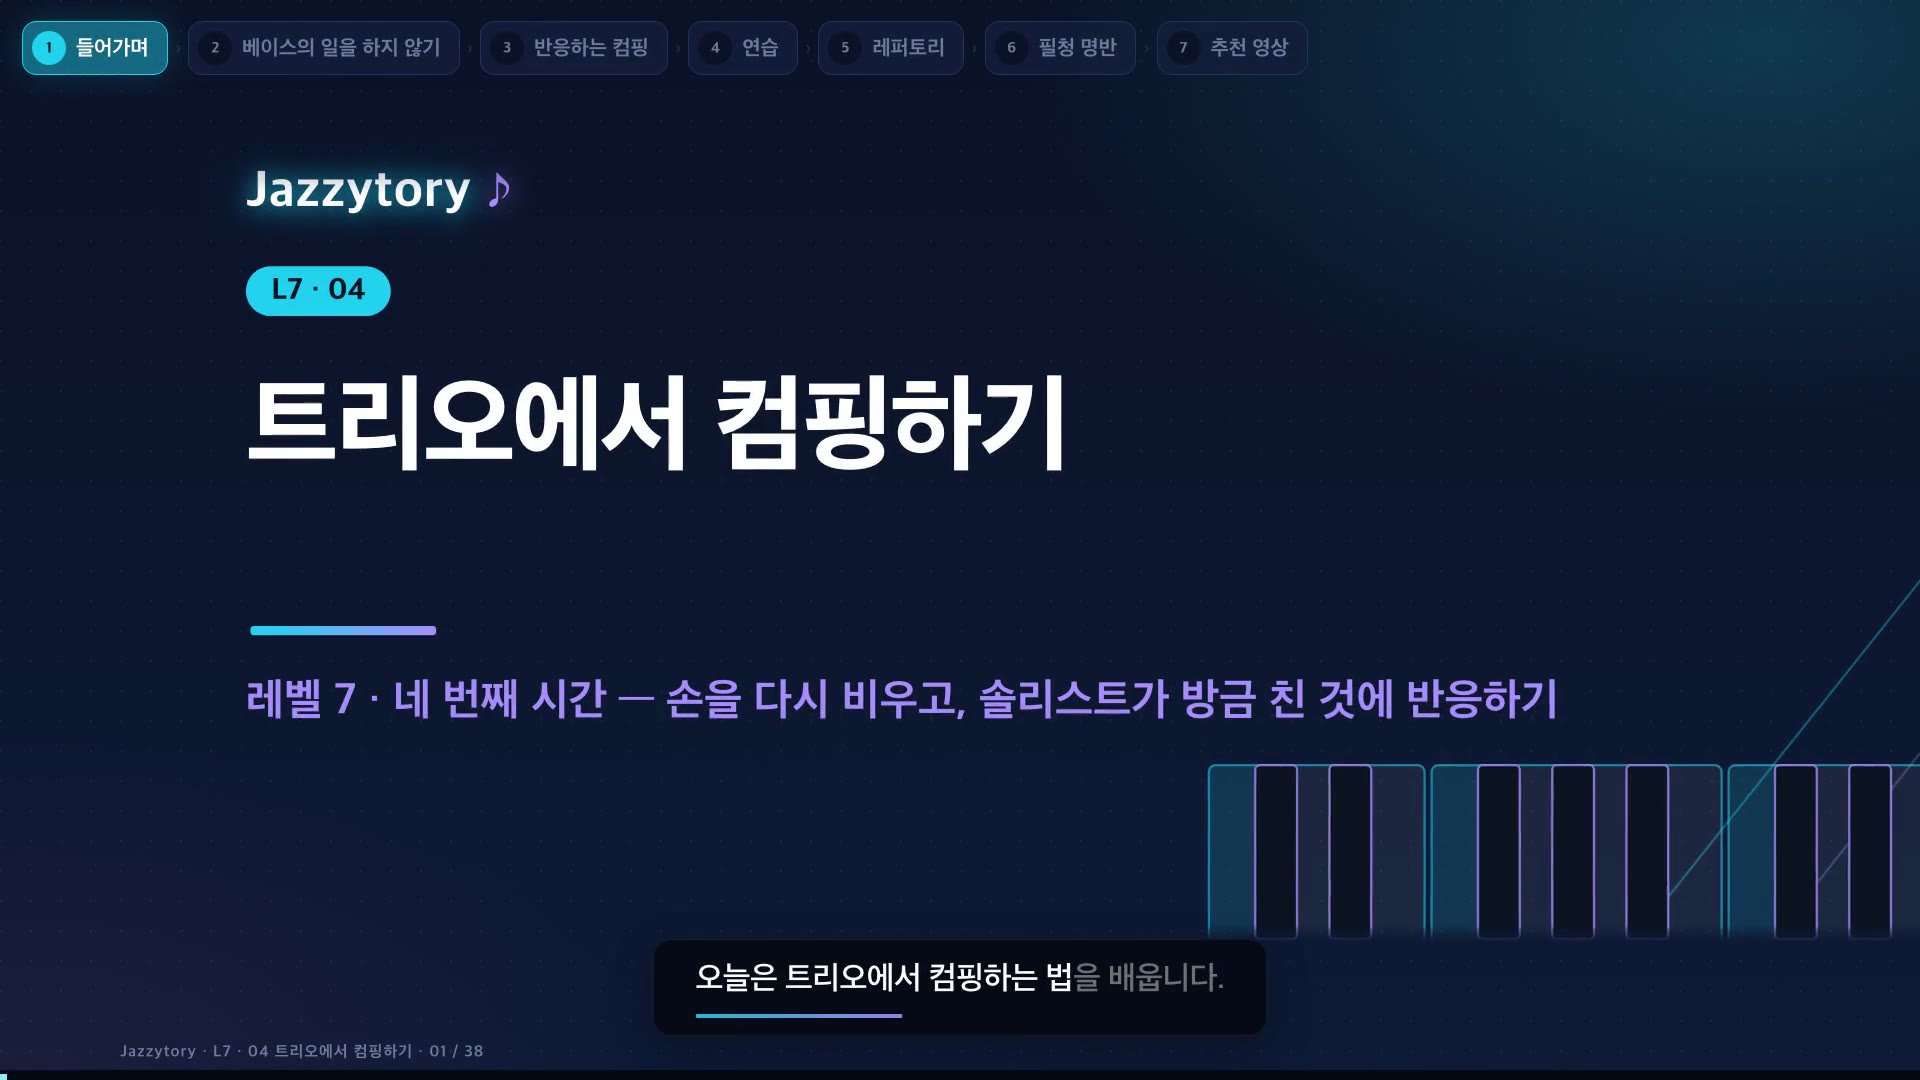 1 들어가며 › 2 베이스의 일을 하지 않기 › 3 반응하는 컴핑 › 4 연습 › 5 레퍼토리 › 6 필청 명반 › 7 추천 영상
Jazzytory ♪
L7 · 04
트리오에서 컴핑하기
레벨 7 · 네 번째 시간 — 손을 다시 비우고, 솔리스트가 방금 친 것에 반응하기
오늘은 트리오에서 컴핑하는 법을 배웁니다.
Jazzytory · L7 · 04 트리오에서 컴핑하기 · 01 / 38